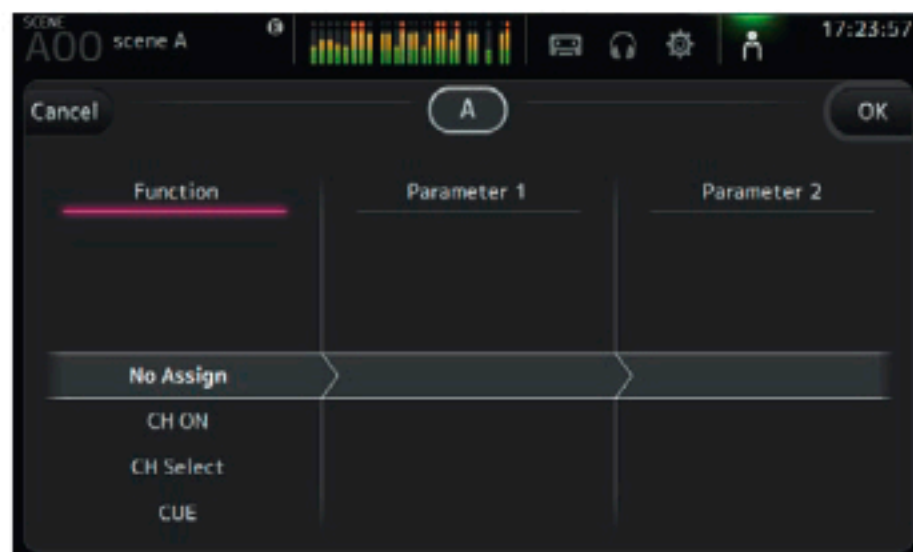 SCENE
A00 scene A
17:23:57
Cancel
A
OK
Function
Parameter 1
Parameter 2
No Assign
CH ON
CH Select
CUE